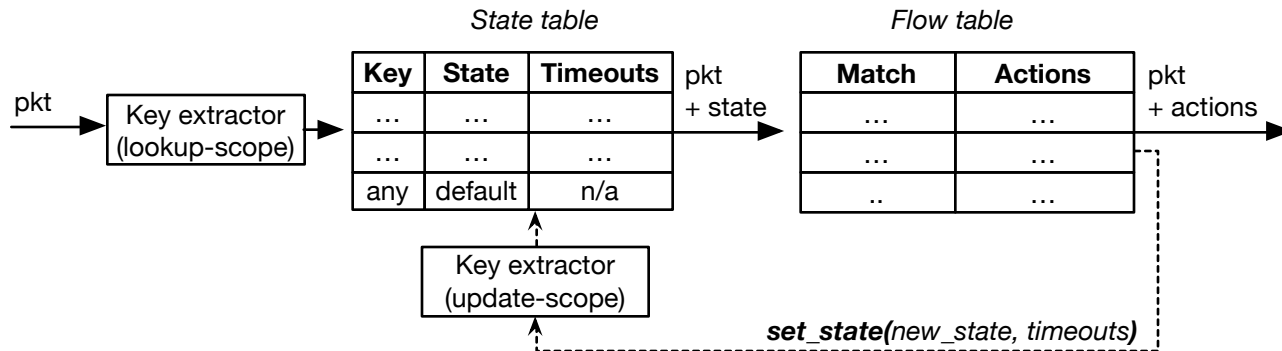 State table
Flow table
pkt
Key extractor
(lookup-scope)
Key State Timeouts
... ... ...
... ... ...
any default n/a
pkt
+ state
Match Actions
... ...
... ...
.. ...
pkt
+ actions
Key extractor
(update-scope)
set_state(new_state, timeouts)